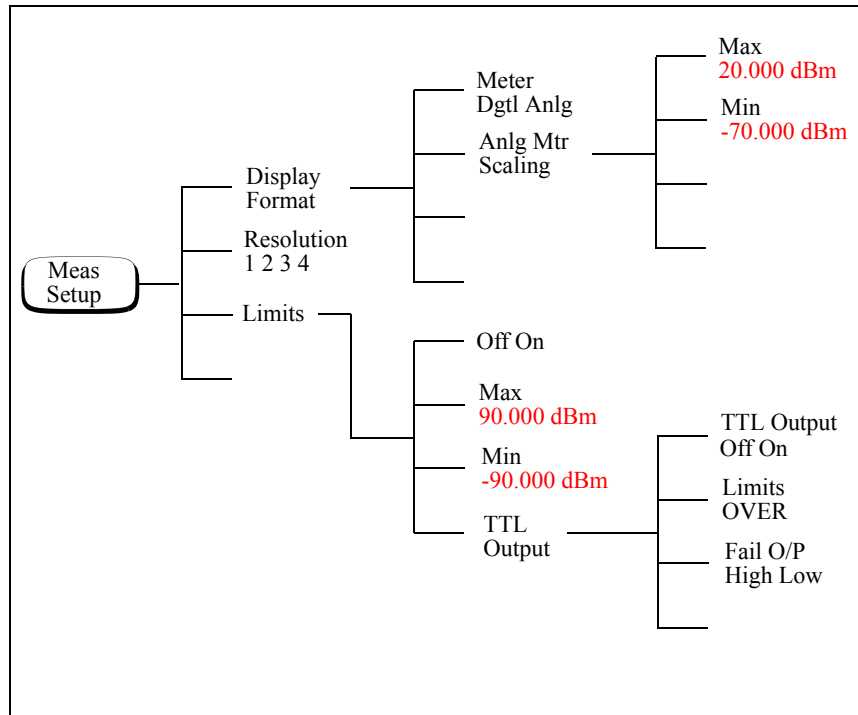 Meas
Setup
Display
Format
Resolution
1 2 3 4
Limits
Meter
Dgtl Anlg
Anlg Mtr
Scaling
Max
20.000 dBm
Min
-70.000 dBm
Off On
Max
90.000 dBm
Min
-90.000 dBm
TTL
Output
TTL Output
Off On
Limits
OVER
Fail O/P
High Low